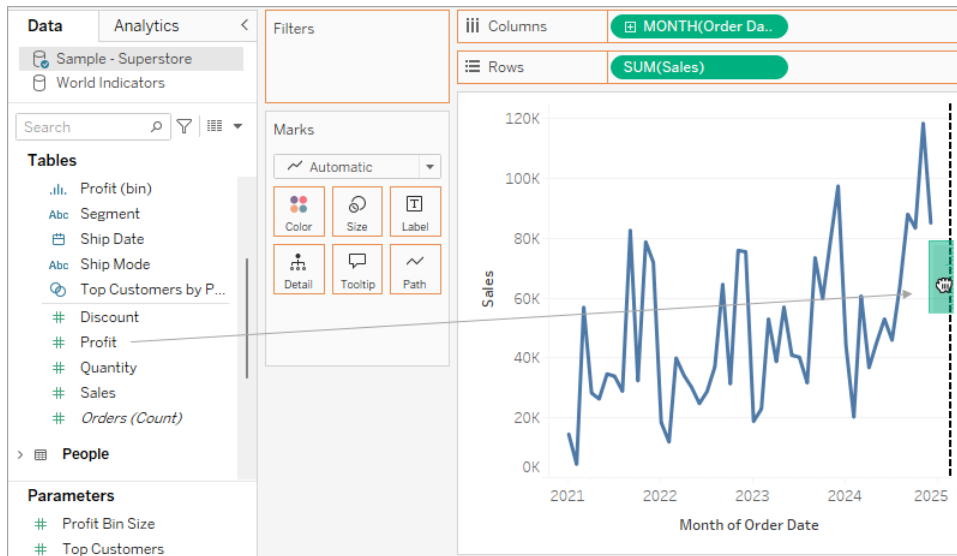 Data
Analytics
Sample - Superstore
World Indicators
Search
Tables
Profit (bin)
Abc Segment
Ship Date
Abc Ship Mode
Top Customers by P...
# Discount
# Profit
# Quantity
# Sales
# Orders (Count)
> People
Parameters
# Profit Bin Size
# Top Customers
Filters
Marks
Automatic
Color Size Label
Detail Tooltip Path
Columns MONTH(Order Da..
Rows SUM(Sales)
120K
100K
80K
60K
40K
20K
0K
Sales
2021 2022 2023 2024 2025
Month of Order Date